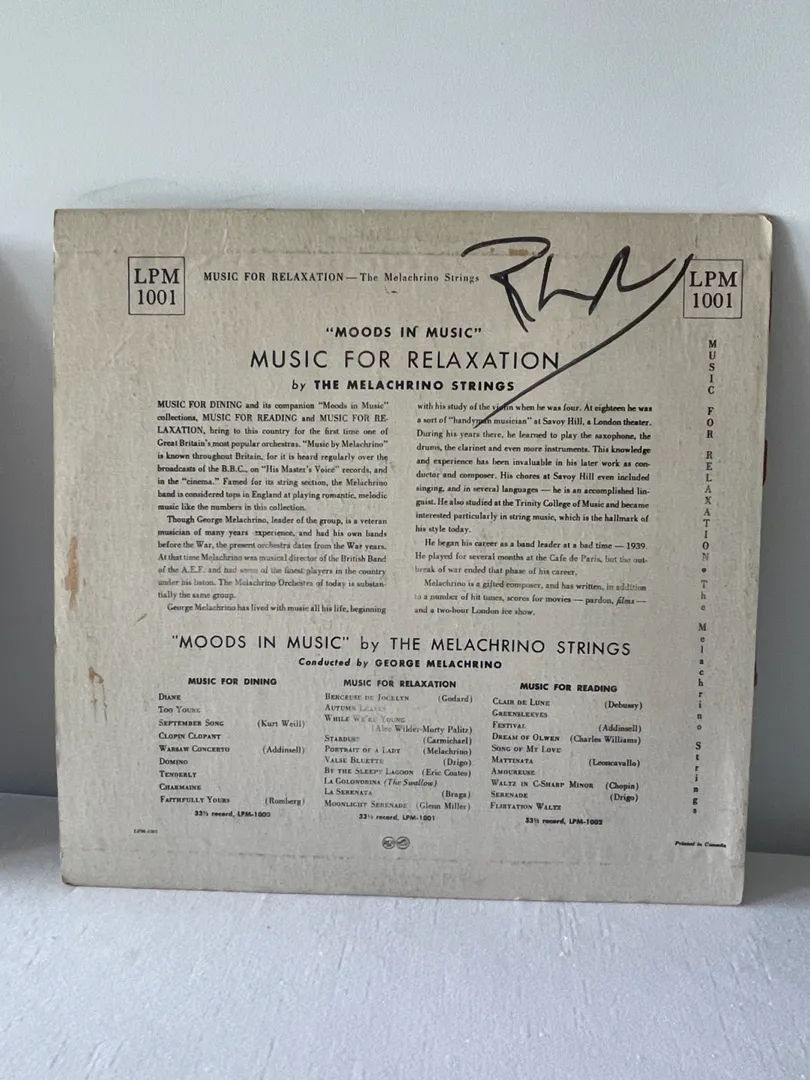 LPM
1001
MUSIC FOR RELAXATION—The Melachrino Strings
LPM
1001
"MOODS IN MUSIC"
MUSIC FOR RELAXATION
by THE MELACHRINO STRINGS
MUSIC FOR DINING and its companion "Moods in Music"
collections, MUSIC FOR READING and MUSIC FOR RE-
LAXATION, bring to this country for the first time one of
Great Britain's most popular orchestras. "Music by Melachrino"
is known throughout Britain, for it is heard regularly over the
broadcasts of the B.B.C., on "His Master's Voice" records, and
in the "cinema." Famed for its string section, the Melachrino
band is considered tops in England at playing romantic, melodic
music like the numbers in this collection.
Though George Melachrino, leader of the group, is a veteran
musician of many years experience, and had his own bands
before the War, the present orchestra dates from the War years.
At that time Melachrino was musical director of the British Band
of the A.E.F. and had some of the finest players in the country
under his baton. The Melachrino Orchestra of today is substan-
tially the same group.
George Melachrino has lived with music all his life, beginning
with his study of the violin when he was four. At eighteen he was
a sort of "handyman musician" at Savoy Hill, a London theater.
During his years there, he learned to play the saxophone, the
drums, the clarinet and even more instruments. This knowledge
and experience has been invaluable in his later work as con-
ductor and composer. His chores at Savoy Hill even included
singing, and in several languages — he is an accomplished lin-
guist. He also studied at the Trinity College of Music and became
interested particularly in string music, which is the hallmark of
his style today.
He began his career as a band leader at a bad time — 1939.
He played for several months at the Cafe de Paris, but the out-
break of war ended that phase of his career.
Melachrino is a gifted composer, and has written, in addition
to a number of hit tunes, scores for movies — pardon, films —
and a two-hour London ice show.
MUSIC FOR RELAXATION • The Melachrino Strings
"MOODS IN MUSIC" by THE MELACHRINO STRINGS
Conducted by GEORGE MELACHRINO
MUSIC FOR DINING
DIANE
TOO YOUNG
SEPTEMBER SONG (Kurt Weill)
CLOPIN CLOPANT
WARSAW CONCERTO (Addinsell)
DOMINO
TENDERLY
CHARMAINE
FAITHFULLY YOURS (Romberg)
33⅓ record, LPM-1000
MUSIC FOR RELAXATION
BERCEUSE DE JOCELYN (Godard)
AUTUMN LEAVES
WHILE WE'RE YOUNG
(Alec Wilder-Morty Palitz)
STARDUST (Carmichael)
PORTRAIT OF A LADY (Melachrino)
VALSE BLUETTE (Drigo)
BY THE SLEEPY LAGOON (Eric Coates)
LA GOLONDRINA (The Swallow)
LA SERENATA (Braga)
MOONLIGHT SERENADE (Glenn Miller)
33⅓ record, LPM-1001
MUSIC FOR READING
CLAIR DE LUNE (Debussy)
GREENSLEEVES
FESTIVAL (Addinsell)
DREAM OF OLWEN (Charles Williams)
SONG OF MY LOVE
MATTINATA (Leoncavallo)
AMOUREUSE
WALTZ IN C-SHARP MINOR (Chopin)
SERENADE (Drigo)
FLIRTATION WALTZ
33⅓ record, LPM-1002
LPM-1001
Printed in Canada